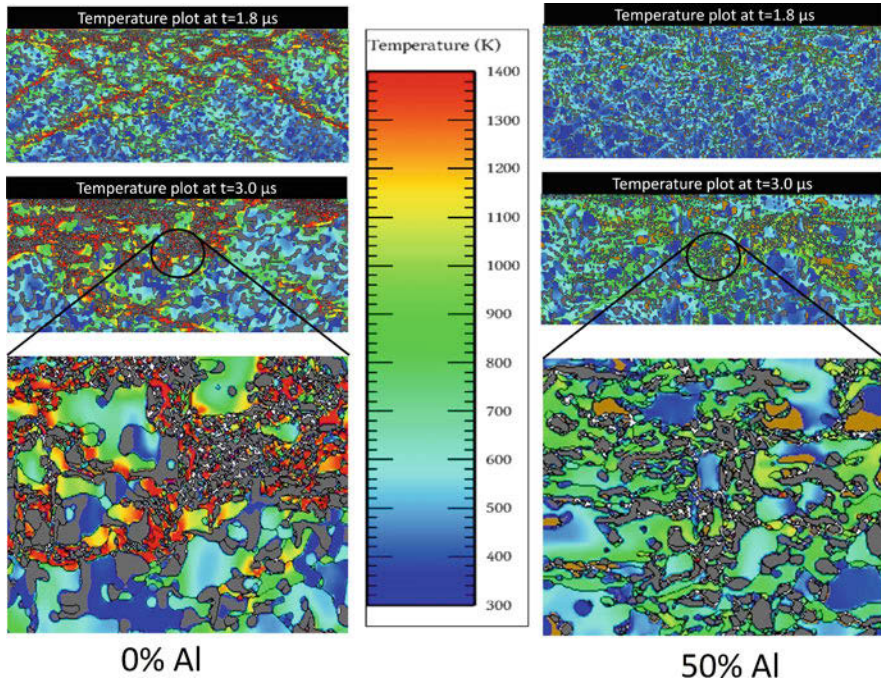 Temperature plot at t=1.8 μs
Temperature plot at t=3.0 μs
0% Al
Temperature (K)
1400
1300
1200
1100
1000
900
800
700
600
500
400
300
Temperature plot at t=1.8 μs
Temperature plot at t=3.0 μs
50% Al